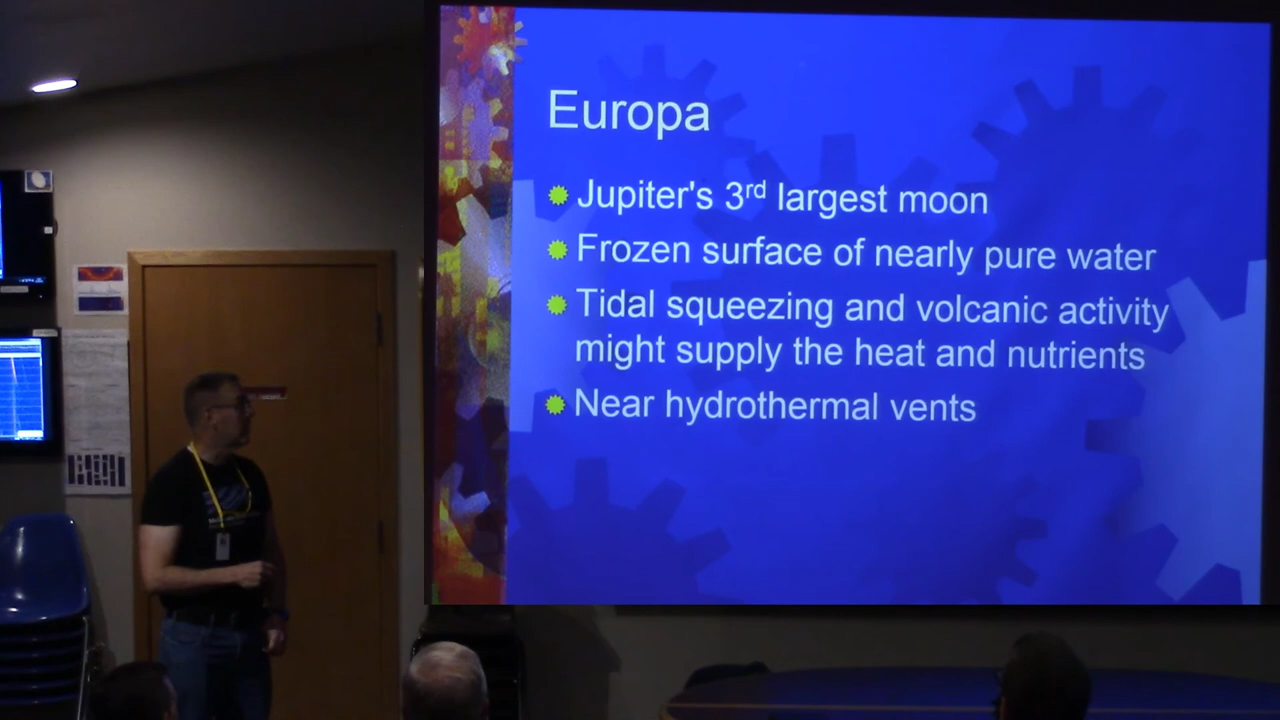 Europa
Jupiter's 3rd largest moon
Frozen surface of nearly pure water
Tidal squeezing and volcanic activity
might supply the heat and nutrients
Near hydrothermal vents